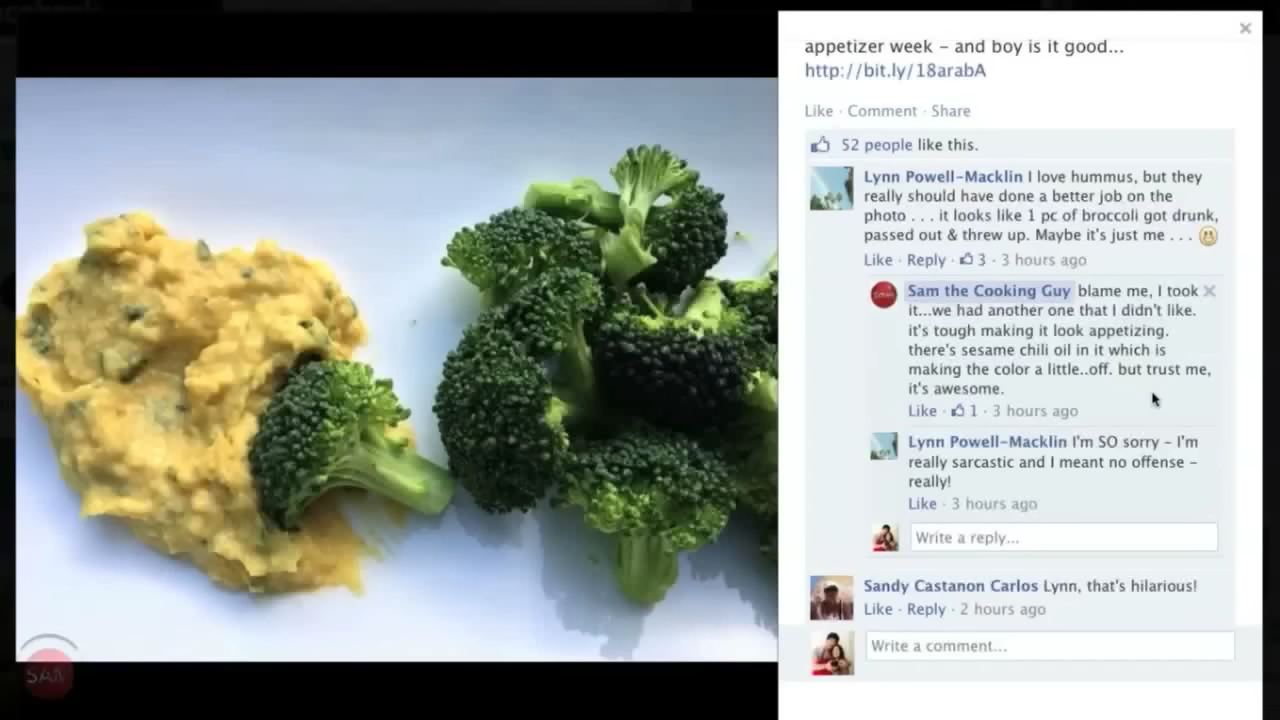 appetizer week – and boy is it good...
http://bit.ly/18arabA
Like · Comment · Share
52 people like this.
Lynn Powell-Macklin I love hummus, but they
really should have done a better job on the
photo . . . it looks like 1 pc of broccoli got drunk,
passed out & threw up. Maybe it's just me . . .
Like · Reply · 3 · 3 hours ago
Sam the Cooking Guy blame me, I took
it...we had another one that I didn't like.
it's tough making it look appetizing.
there's sesame chili oil in it which is
making the color a little..off. but trust me,
it's awesome.
Like · 1 · 3 hours ago
Lynn Powell-Macklin I'm SO sorry – I'm
really sarcastic and I meant no offense –
really!
Like · 3 hours ago
Write a reply...
Sandy Castanon Carlos Lynn, that's hilarious!
Like · Reply · 2 hours ago
Write a comment...
SAM